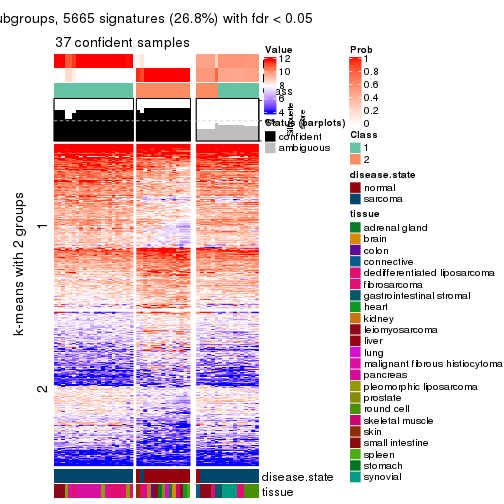 ubgroups, 5665 signatures (26.8%) with fdr < 0.05
37 confident samples
Value
12
10
8
6
4
Prob
1
0.8
0.6
0.4
0.2
0
Status (barplots)
confident
ambiguous
Silhouette
score
Class
1
2
disease.state
normal
sarcoma
tissue
adrenal gland
brain
colon
connective
dedifferentiated liposarcoma
fibrosarcoma
gastrointestinal stromal
heart
kidney
leiomyosarcoma
liver
lung
malignant fibrous histiocytoma
pancreas
pleomorphic liposarcoma
prostate
round cell
skeletal muscle
skin
small intestine
spleen
stomach
synovial
k-means with 2 groups
1
2
disease.state
tissue